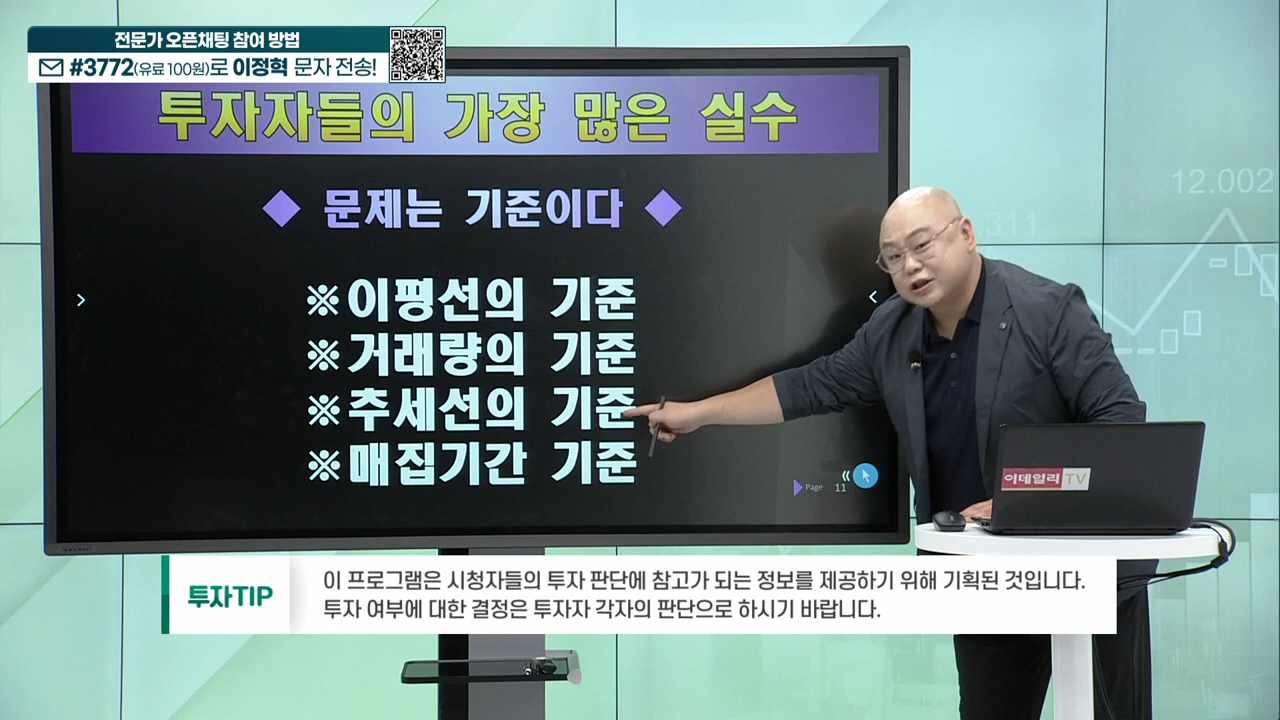 전문가 오픈채팅 참여 방법
#3772(유료 100원)로 이정혁 문자 전송!
투자자들의 가장 많은 실수
◆ 문제는 기준이다 ◆
※이평선의 기준
※거래량의 기준
※추세선의 기준
※매집기간 기준
Page 11
12.002
.311
이데일리 TV
투자TIP
이 프로그램은 시청자들의 투자 판단에 참고가 되는 정보를 제공하기 위해 기획된 것입니다.
투자 여부에 대한 결정은 투자자 각자의 판단으로 하시기 바랍니다.